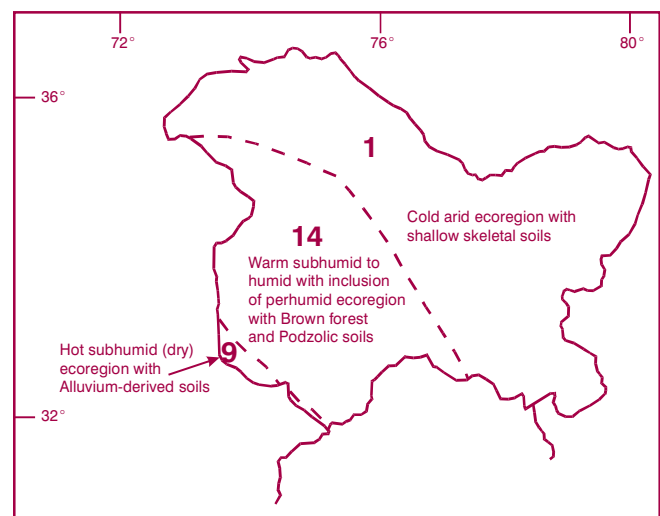 72°
76°
80°
36°
1
Cold arid ecoregion with
shallow skeletal soils
14
Warm subhumid to
humid with inclusion
of perhumid ecoregion
with Brown forest
and Podzolic soils
9
Hot subhumid (dry)
ecoregion with
Alluvium-derived soils
32°